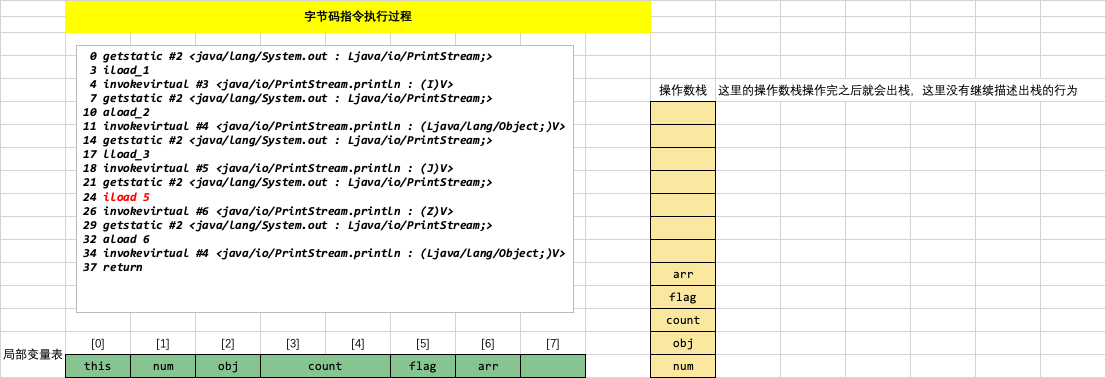 字节码指令执行过程
0 getstatic #2 <java/lang/System.out : Ljava/io/PrintStream;>
3 iload_1
4 invokevirtual #3 <java/io/PrintStream.println : (I)V>
7 getstatic #2 <java/lang/System.out : Ljava/io/PrintStream;>
10 aload_2
11 invokevirtual #4 <java/io/PrintStream.println : (Ljava/lang/Object;)V>
14 getstatic #2 <java/lang/System.out : Ljava/io/PrintStream;>
17 lload_3
18 invokevirtual #5 <java/io/PrintStream.println : (J)V>
21 getstatic #2 <java/lang/System.out : Ljava/io/PrintStream;>
24 iload 5
26 invokevirtual #6 <java/io/PrintStream.println : (Z)V>
29 getstatic #2 <java/lang/System.out : Ljava/io/PrintStream;>
32 aload 6
34 invokevirtual #4 <java/io/PrintStream.println : (Ljava/lang/Object;)V>
37 return
操作数栈 这里的操作数栈操作完之后就会出栈，这里没有继续描述出栈的行为
arr
flag
count
obj
num
[0] [1] [2] [3] [4] [5] [6] [7]
局部变量表 this num obj count flag arr